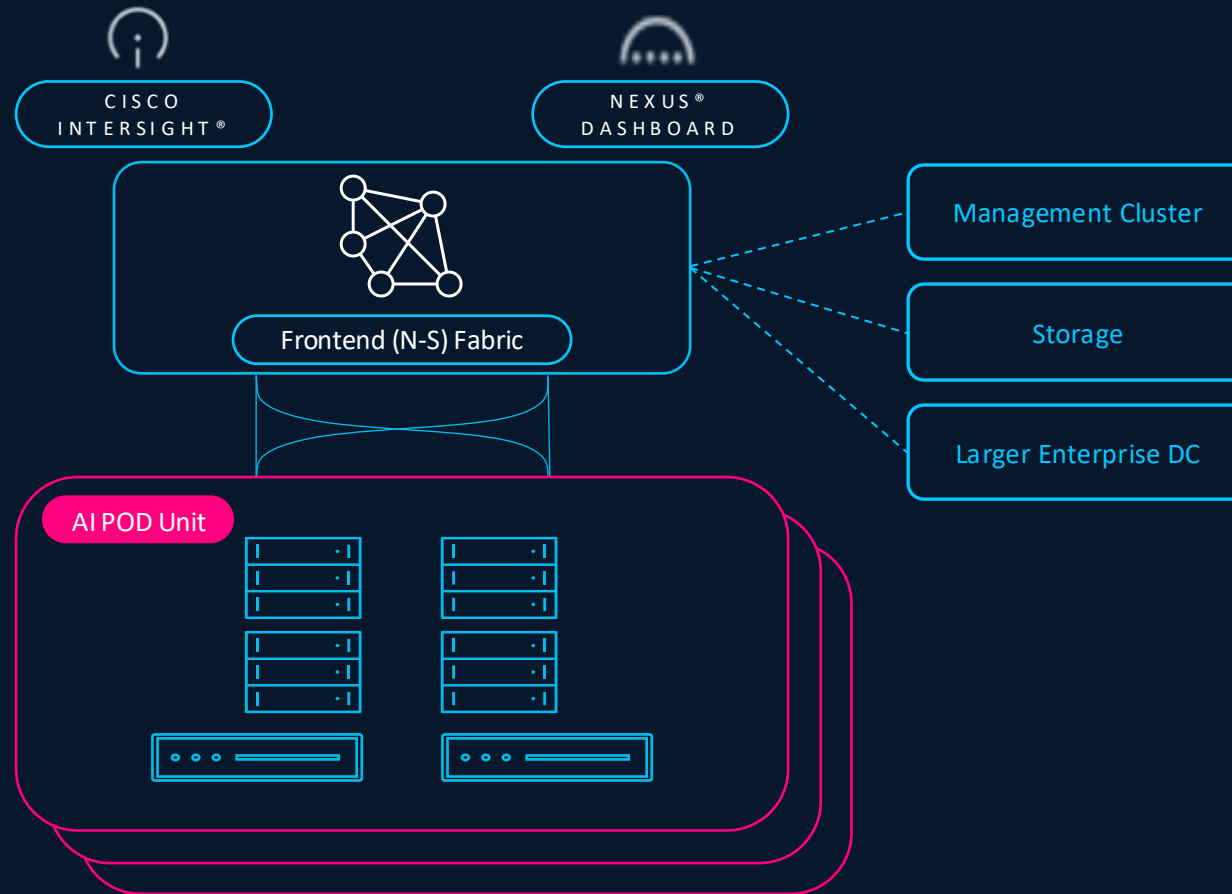 CISCO
INTERSIGHT®
NEXUS®
DASHBOARD
Frontend (N-S) Fabric
Management Cluster
Storage
Larger Enterprise DC
AI POD Unit